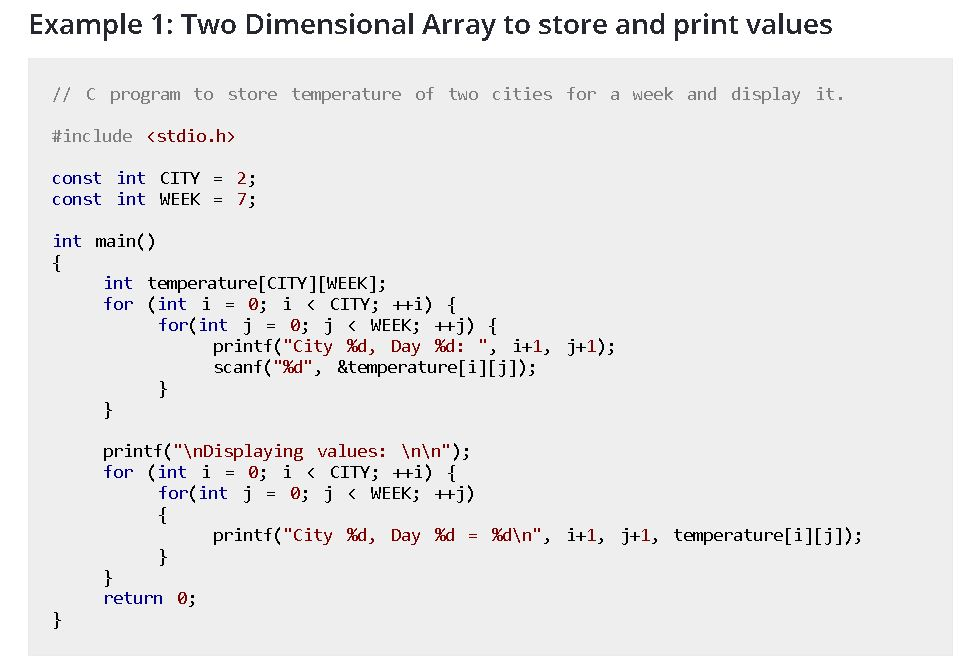 Example 1: Two Dimensional Array to store and print values
// C program to store temperature of two cities for a week and display it.
#include <stdio.h>
const int CITY = 2;
const int WEEK = 7;
int main()
{
int temperature[CITY][WEEK];
for (int i = 0; i < CITY; ++i) {
for(int j = 0; j < WEEK; ++j) {
printf("City %d, Day %d: ", i+1, j+1);
scanf("%d", &temperature[i][j]);
}
}
printf("\nDisplaying values: \n\n");
for (int i = 0; i < CITY; ++i) {
for(int j = 0; j < WEEK; ++j)
{
printf("City %d, Day %d = %d\n", i+1, j+1, temperature[i][j]);
}
}
return 0;
}